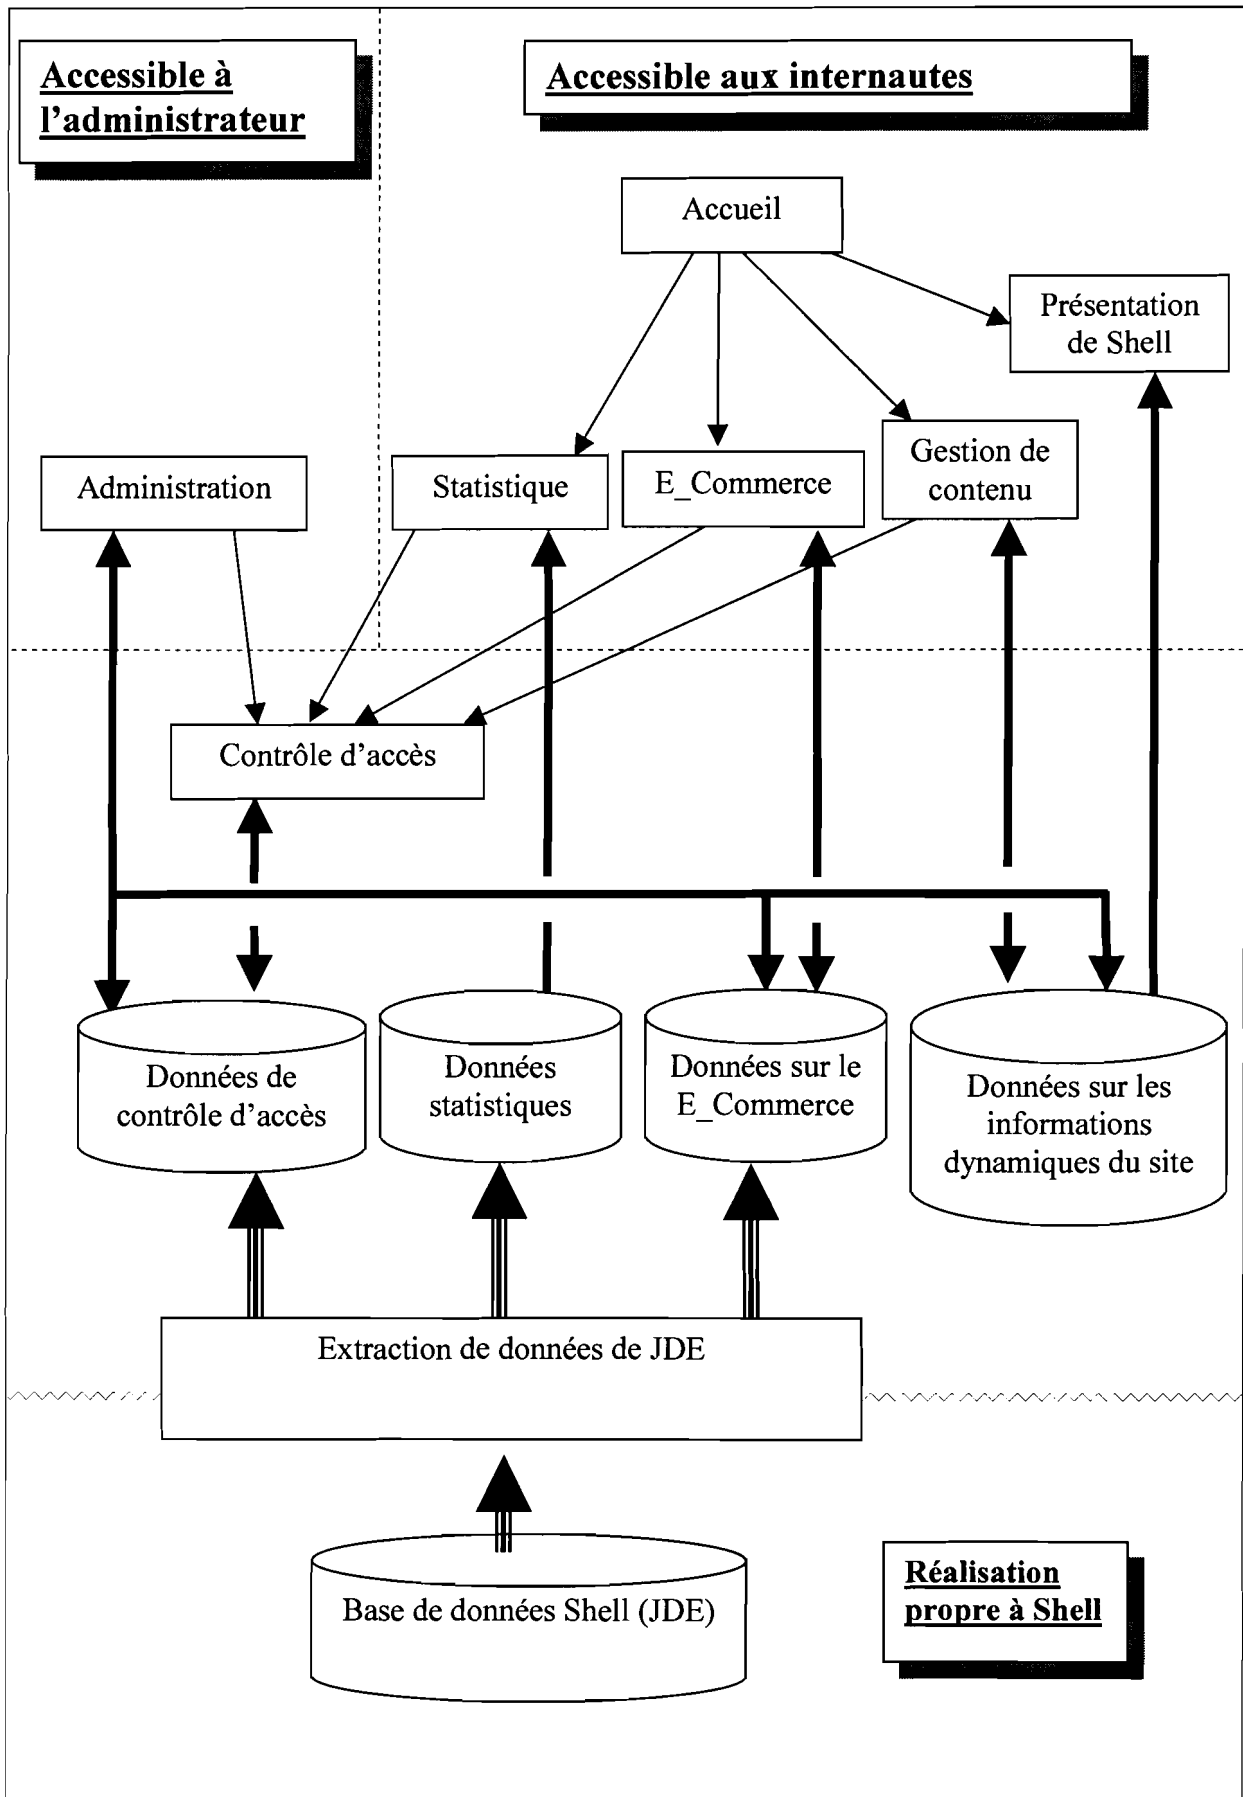 Accessible à
l'administrateur
Accessible aux internautes
Accueil
Présentation
de Shell
Administration
Statistique
E_Commerce
Gestion de
contenu
Contrôle d'accès
Données de
contrôle d'accès
Données
statistiques
Données sur le
E_Commerce
Données sur les
informations
dynamiques du site
Extraction de données de JDE
Base de données Shell (JDE)
Réalisation
propre à Shell